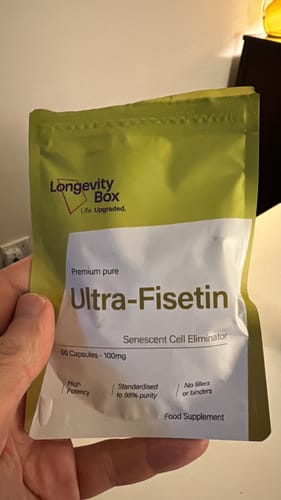 Longevity
Box
Life. Upgraded.
Premium pure
Ultra-Fisetin
Senescent Cell Eliminator
60 Capsules - 100mg
High
Potency
Standardised
to 98% purity
No fillers
or binders
Food Supplement